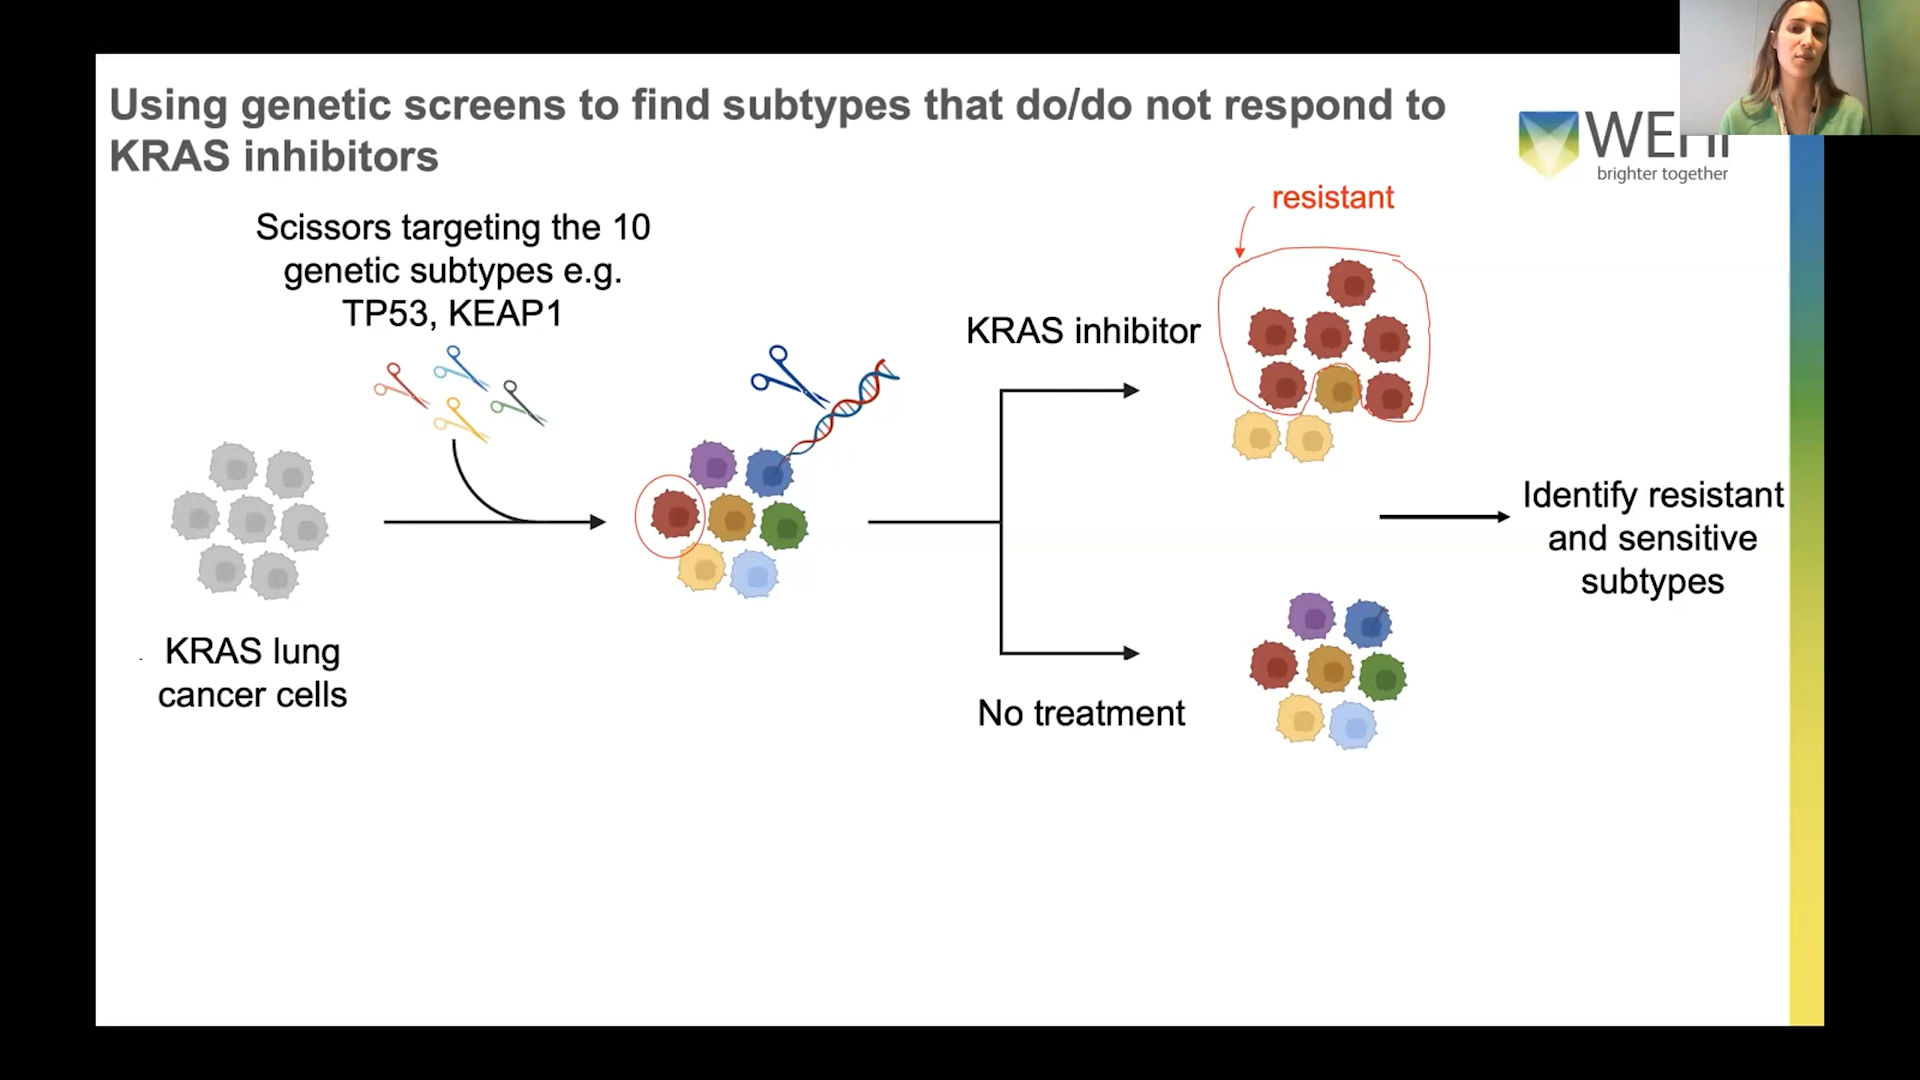 Using genetic screens to find subtypes that do/do not respond to
KRAS inhibitors
WEHI
brighter together
resistant
Scissors targeting the 10
genetic subtypes e.g.
TP53, KEAP1
KRAS inhibitor
Identify resistant
and sensitive
subtypes
KRAS lung
cancer cells
No treatment